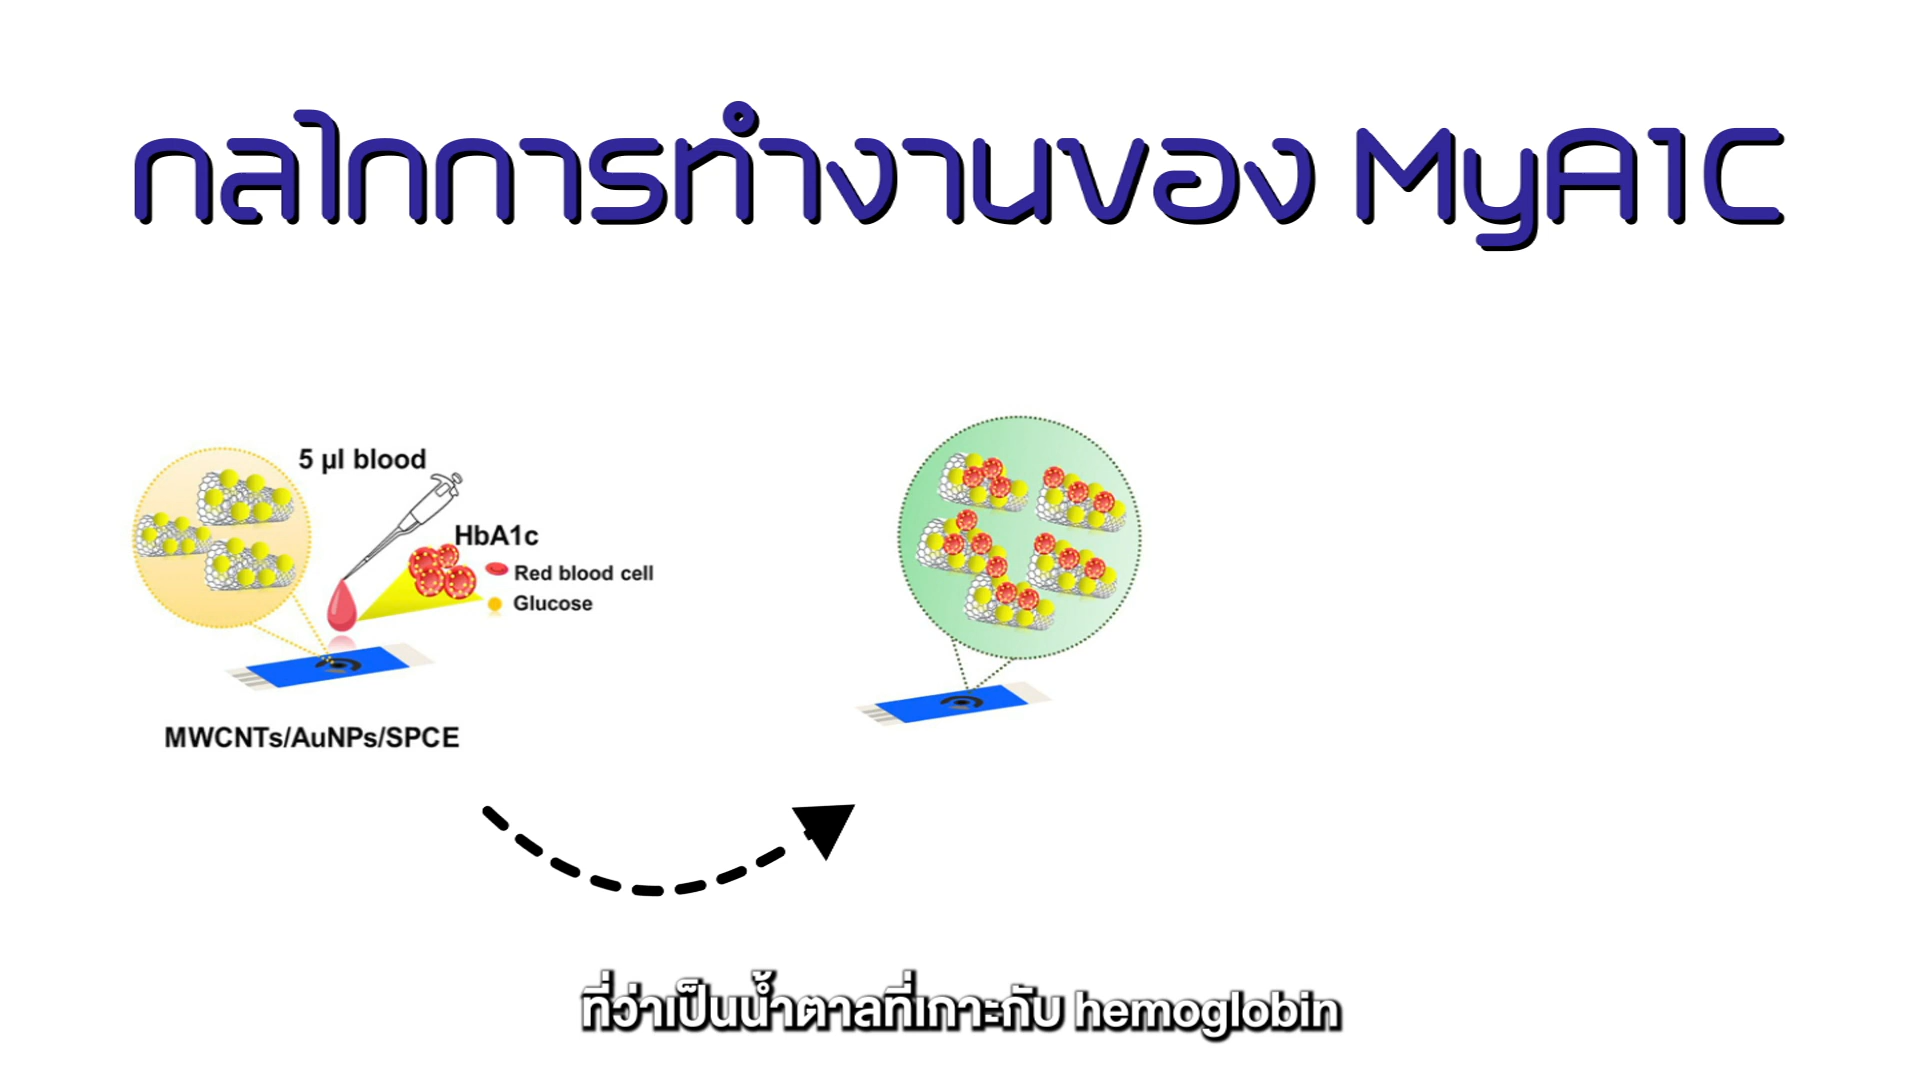 กลไกการทำงานของ MyA1C
5 µl blood
HbA1c
Red blood cell
Glucose
MWCNTs/AuNPs/SPCE
ที่ว่าเป็นน้ำตาลที่เกาะกับ hemoglobin